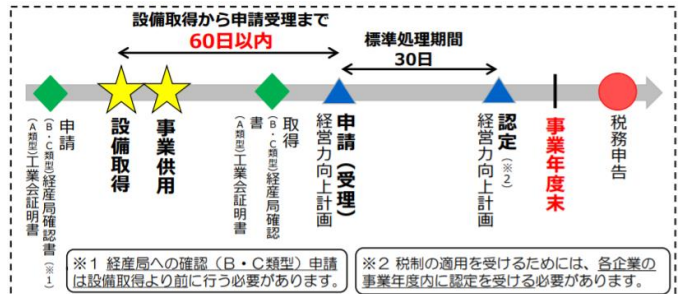 設備取得から申請受理まで
60日以内
標準処理期間
30日
申請
（B・C類型）経産局確認書（※1）
（A類型）工業会証明書
設備取得
事業供用
取得
（B・C類型）経産局確認
書
（A類型）工業会証明書
申請（受理）
経営力向上計画
認定（※2）
経営力向上計画
事業年度末
税務申告
※1 経産局への確認（B・C類型）申請
は設備取得より前に行う必要があります。
※2 税制の適用を受けるためには、各企業の
事業年度内に認定を受ける必要があります。